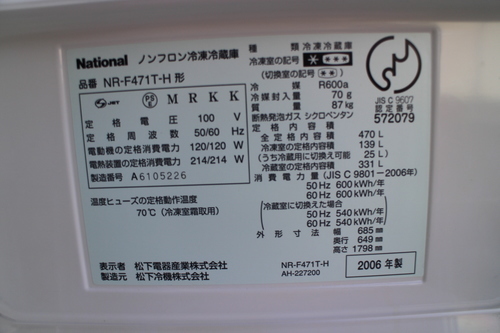 National ノンフロン冷凍冷蔵庫
品番 NR-F471T-H 形
JET PS E M R K K
定格電圧 100 V
定格周波数 50/60 Hz
電動機の定格消費電力 120/120 W
電熱装置の定格消費電力 214/214 W
製造番号 A6105226
温度ヒューズの定格動作温度
70℃(冷凍室霜取用)
表示者 松下電器産業株式会社
製造元 松下冷機株式会社
種類 冷凍冷蔵庫
冷凍室の記号 * ***
(切換室の記号 **)
冷媒 R600a
冷媒封入量 70 g
質量 87 kg
断熱発泡ガス シクロペンタン
定格内容積
全定格内容積 470 L
冷凍室の定格内容積 139 L
(うち冷蔵用に切換え可能 25 L)
冷蔵室の定格内容積 331 L
消費電力量(JIS C 9801−2006年)
50 Hz 600 kWh/年
60 Hz 600 kWh/年
(冷蔵室に切換えた場合)
50 Hz 540 kWh/年
60 Hz 540 kWh/年
外形寸法 幅 685 mm
奥行 649 mm
高さ 1798 mm
NR-F471T-H
AH-227200
2006 年製
JIS C 9607
認定番号
572079